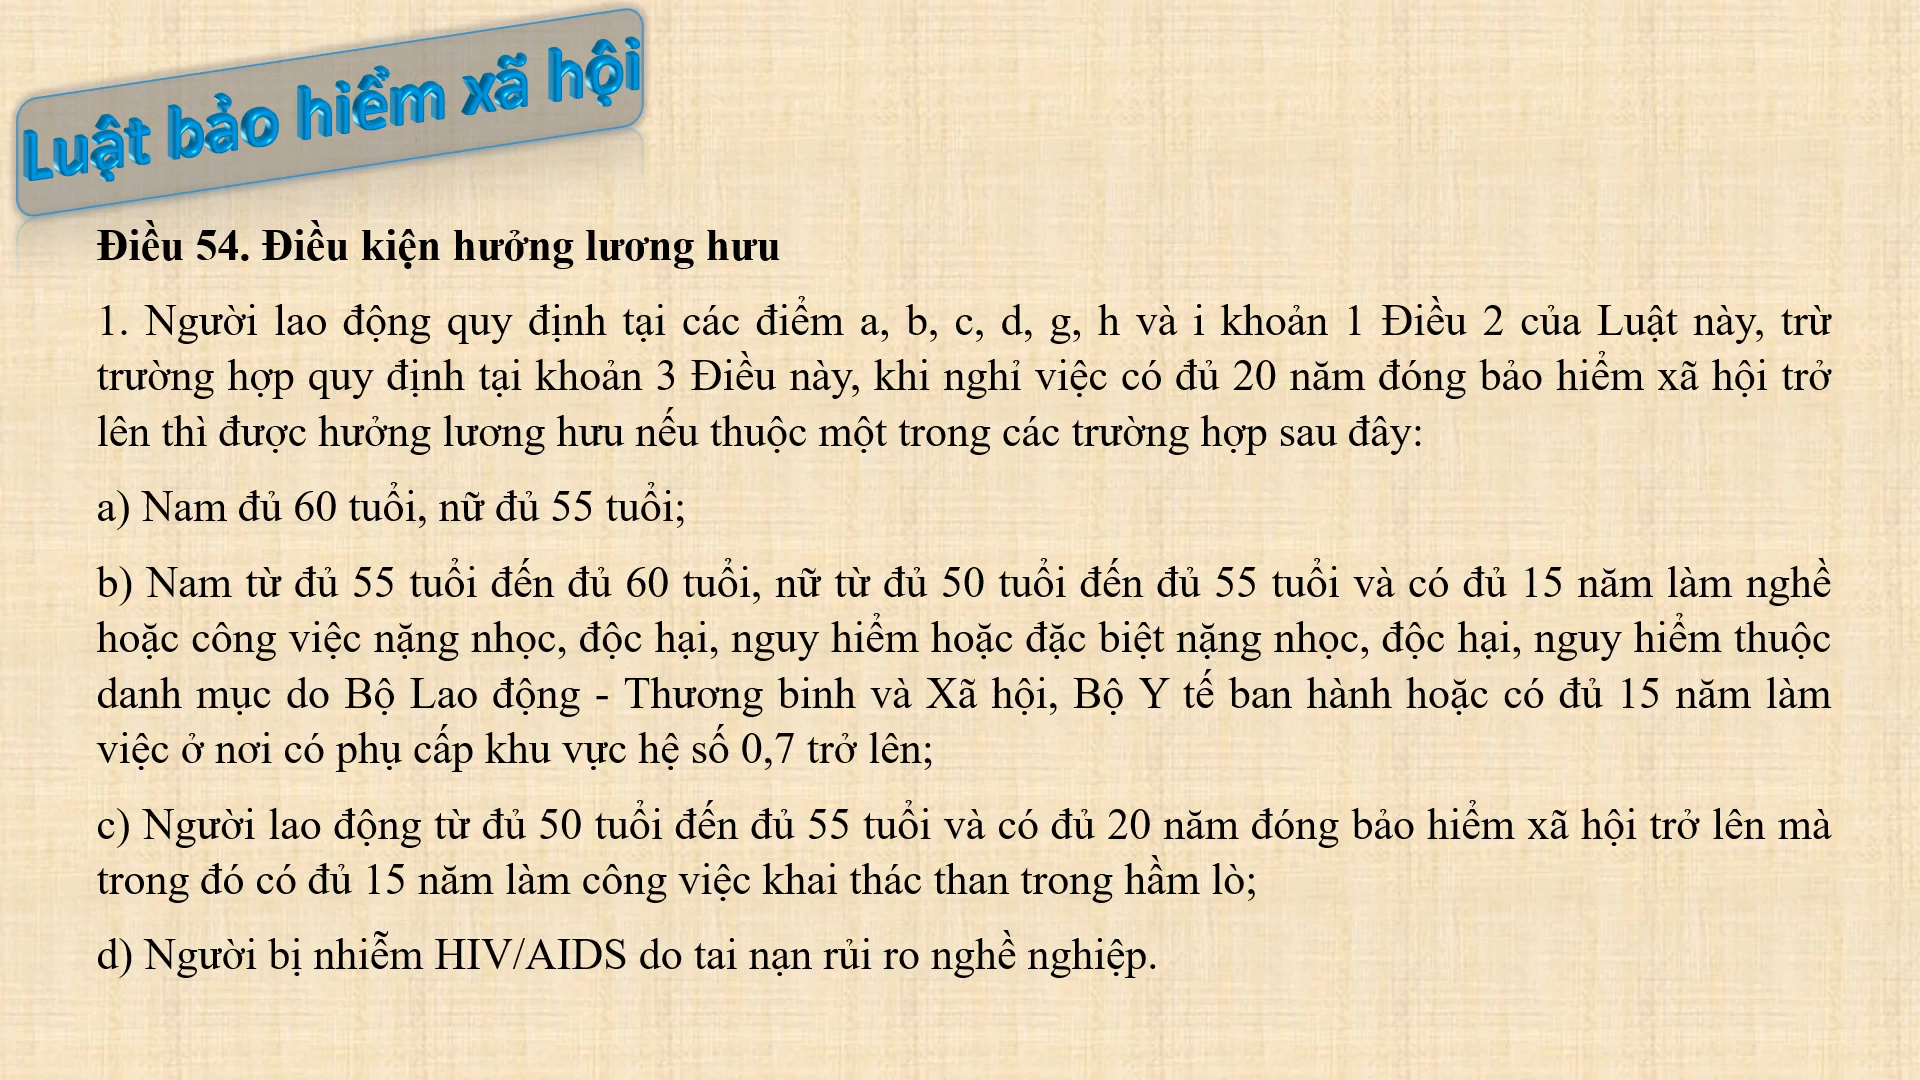 Luật bảo hiểm xã hội
Điều 54. Điều kiện hưởng lương hưu
1. Người lao động quy định tại các điểm a, b, c, d, g, h và i khoản 1 Điều 2 của Luật này, trừ
trường hợp quy định tại khoản 3 Điều này, khi nghỉ việc có đủ 20 năm đóng bảo hiểm xã hội trở
lên thì được hưởng lương hưu nếu thuộc một trong các trường hợp sau đây:
a) Nam đủ 60 tuổi, nữ đủ 55 tuổi;
b) Nam từ đủ 55 tuổi đến đủ 60 tuổi, nữ từ đủ 50 tuổi đến đủ 55 tuổi và có đủ 15 năm làm nghề
hoặc công việc nặng nhọc, độc hại, nguy hiểm hoặc đặc biệt nặng nhọc, độc hại, nguy hiểm thuộc
danh mục do Bộ Lao động - Thương binh và Xã hội, Bộ Y tế ban hành hoặc có đủ 15 năm làm
việc ở nơi có phụ cấp khu vực hệ số 0,7 trở lên;
c) Người lao động từ đủ 50 tuổi đến đủ 55 tuổi và có đủ 20 năm đóng bảo hiểm xã hội trở lên mà
trong đó có đủ 15 năm làm công việc khai thác than trong hầm lò;
d) Người bị nhiễm HIV/AIDS do tai nạn rủi ro nghề nghiệp.